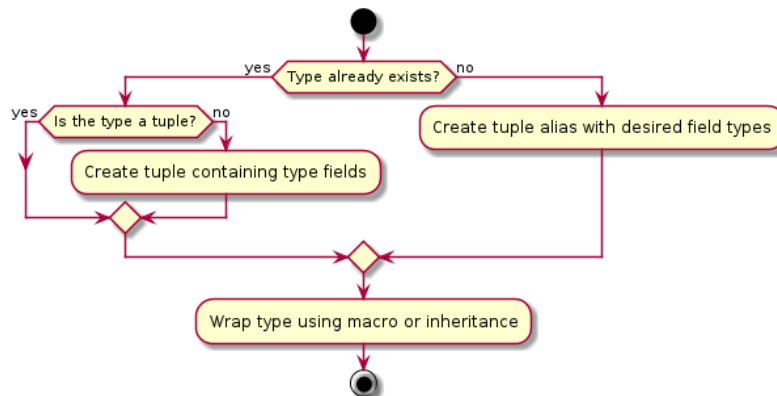 yes
Type already exists?
no
yes
Is the type a tuple?
no
Create tuple alias with desired field types
Create tuple containing type fields
Wrap type using macro or inheritance